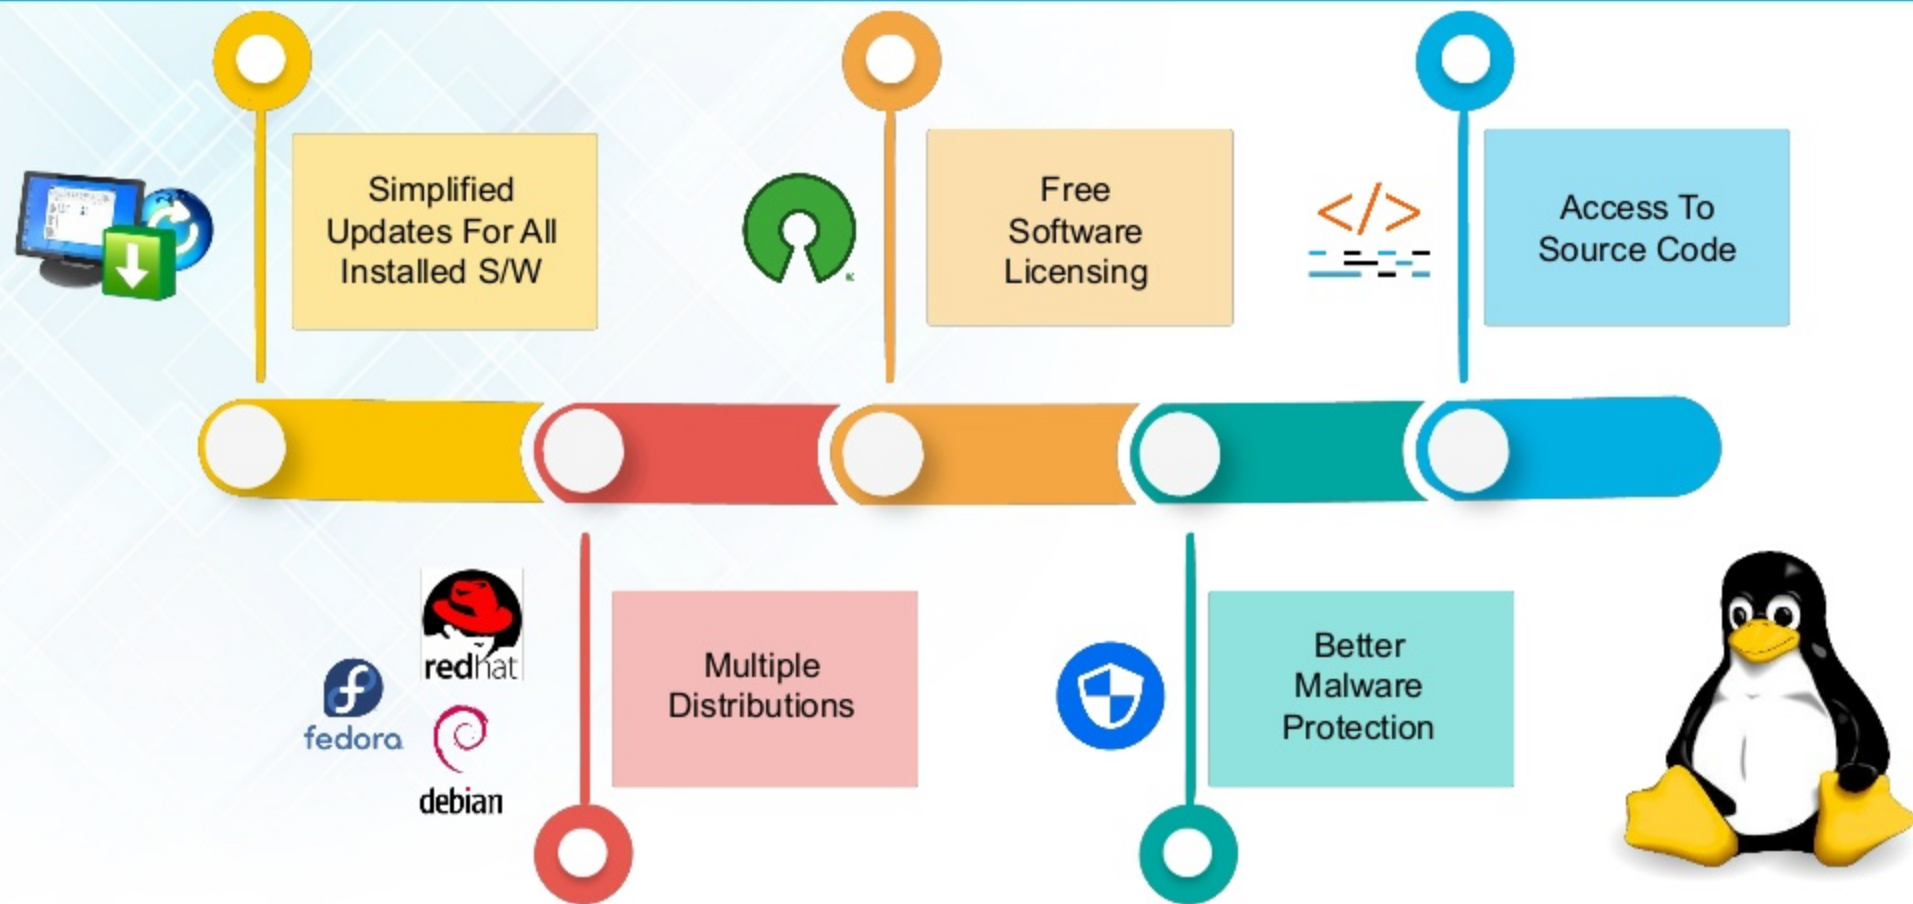 Simplified
Updates For All
Installed S/W
Free
Software
Licensing
</>
Access To
Source Code
redhat
fedora
debian
Multiple
Distributions
Better
Malware
Protection